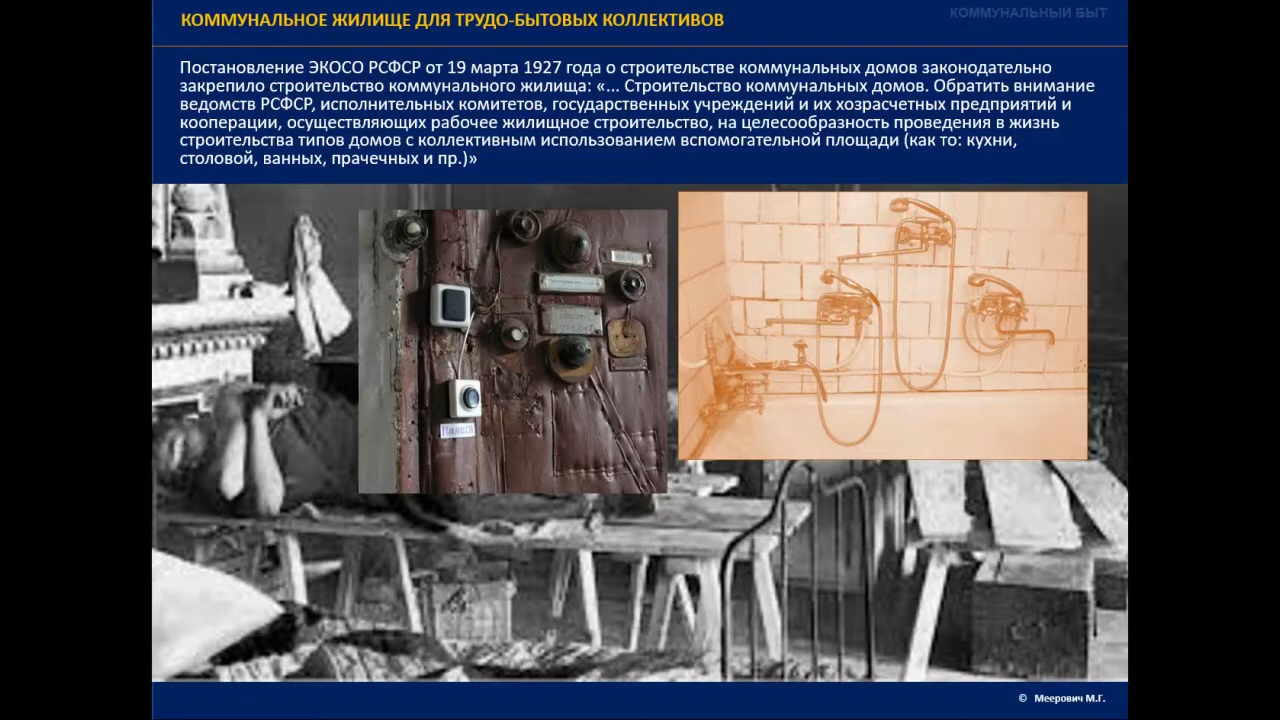 КОММУНАЛЬНОЕ ЖИЛИЩЕ ДЛЯ ТРУДО-БЫТОВЫХ КОЛЛЕКТИВОВ
КОММУНАЛЬНЫЙ БЫТ
Постановление ЭКОСО РСФСР от 19 марта 1927 года о строительстве коммунальных домов законодательно
закрепило строительство коммунального жилища: «... Строительство коммунальных домов. Обратить внимание
ведомств РСФСР, исполнительных комитетов, государственных учреждений и их хозрасчетных предприятий и
кооперации, осуществляющих рабочее жилищное строительство, на целесообразность проведения в жизнь
строительства типов домов с коллективным использованием вспомогательной площади (как то: кухни,
столовой, ванных, прачечных и пр.)»
© Меерович М.Г.